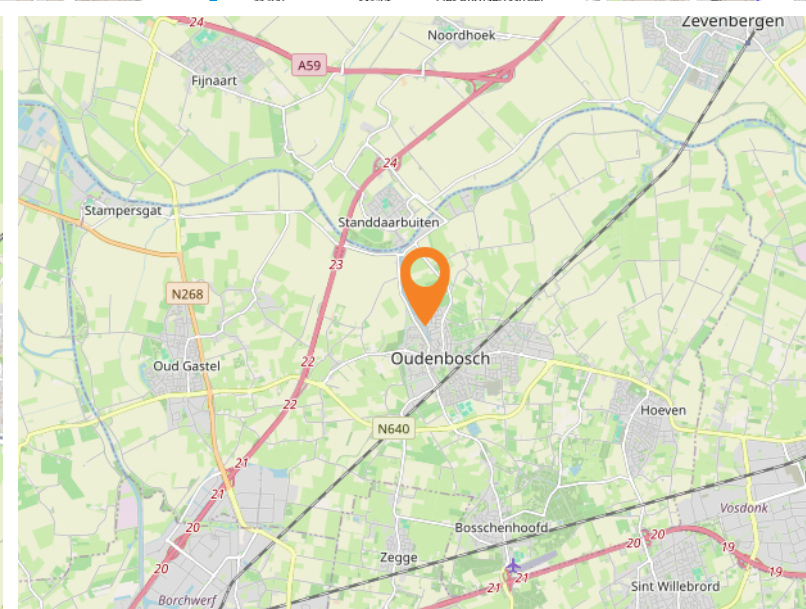 24
Noordhoek
Zevenbergen
A59
Fijnaart
24
Stampersgat
Standdaarbuiten
23
N268
Oudenbosch
22
Oud Gastel
22
Hoeven
N640
21
21
Vosdonk
20
Bosschenhoofd
20
20
19
19
20
Zegge
21
21
Sint Willebrord
Borchwerf